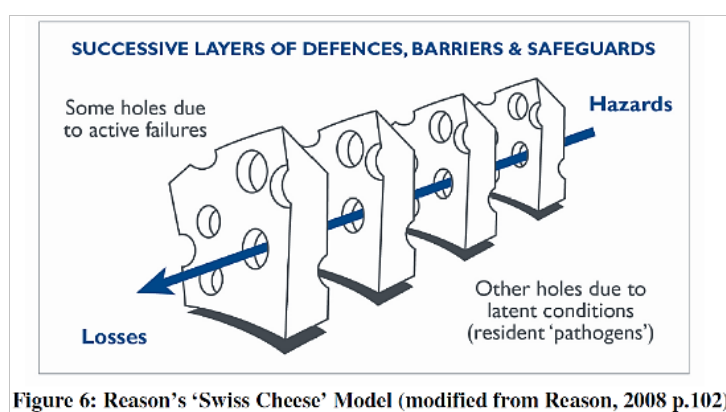 SUCCESSIVE LAYERS OF DEFENCES, BARRIERS & SAFEGUARDS
Some holes due
to active failures
Hazards
Other holes due to
latent conditions
(resident ‘pathogens’)
Losses
Figure 6: Reason’s ‘Swiss Cheese’ Model (modified from Reason, 2008 p.102)